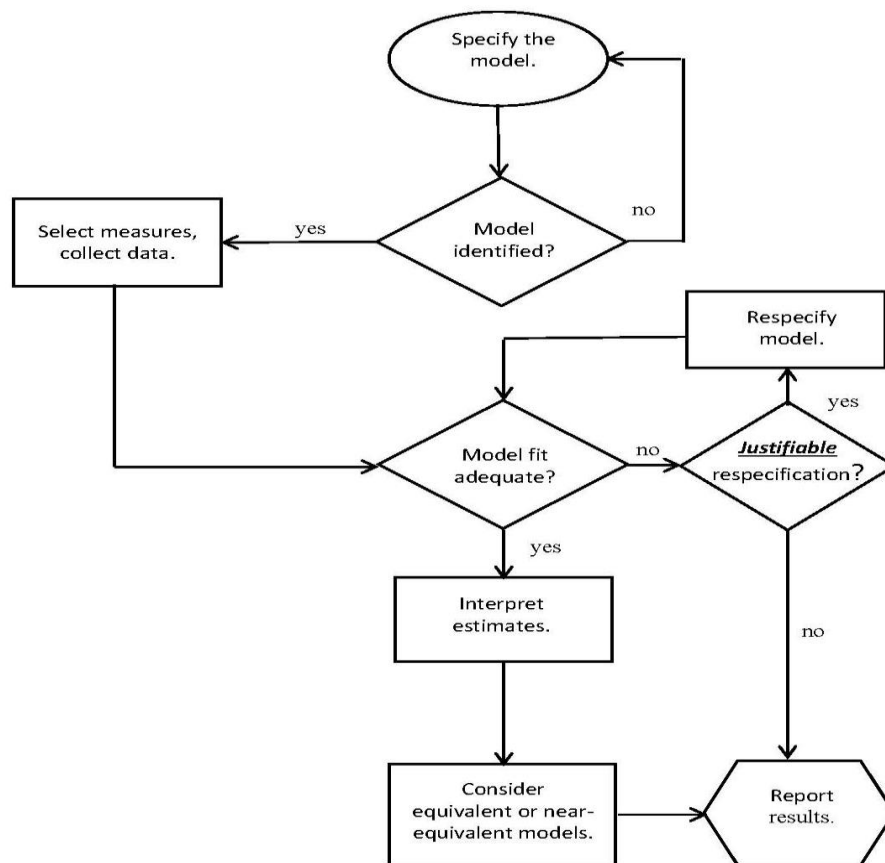 Specify the
model.
no
yes
Model
identified?
Select measures,
collect data.
Respecify
model.
yes
Model fit
adequate?
no
Justifiable
respecification?
yes
Interpret
estimates.
no
Consider
equivalent or near-
equivalent models.
Report
results.